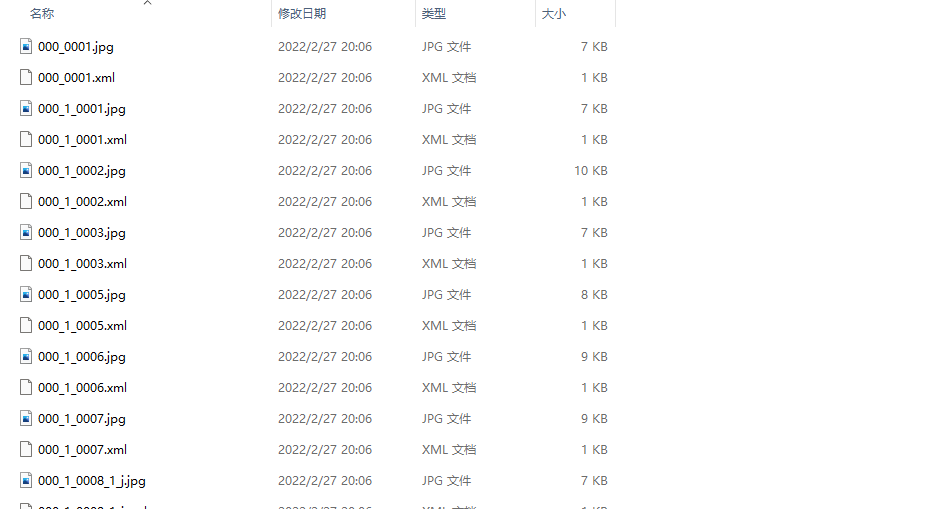 名称 修改日期 类型 大小
000_0001.jpg 2022/2/27 20:06 JPG 文件 7 KB
000_0001.xml 2022/2/27 20:06 XML 文档 1 KB
000_1_0001.jpg 2022/2/27 20:06 JPG 文件 7 KB
000_1_0001.xml 2022/2/27 20:06 XML 文档 1 KB
000_1_0002.jpg 2022/2/27 20:06 JPG 文件 10 KB
000_1_0002.xml 2022/2/27 20:06 XML 文档 1 KB
000_1_0003.jpg 2022/2/27 20:06 JPG 文件 7 KB
000_1_0003.xml 2022/2/27 20:06 XML 文档 1 KB
000_1_0005.jpg 2022/2/27 20:06 JPG 文件 8 KB
000_1_0005.xml 2022/2/27 20:06 XML 文档 1 KB
000_1_0006.jpg 2022/2/27 20:06 JPG 文件 9 KB
000_1_0006.xml 2022/2/27 20:06 XML 文档 1 KB
000_1_0007.jpg 2022/2/27 20:06 JPG 文件 9 KB
000_1_0007.xml 2022/2/27 20:06 XML 文档 1 KB
000_1_0008_1_j.jpg 2022/2/27 20:06 JPG 文件 7 KB